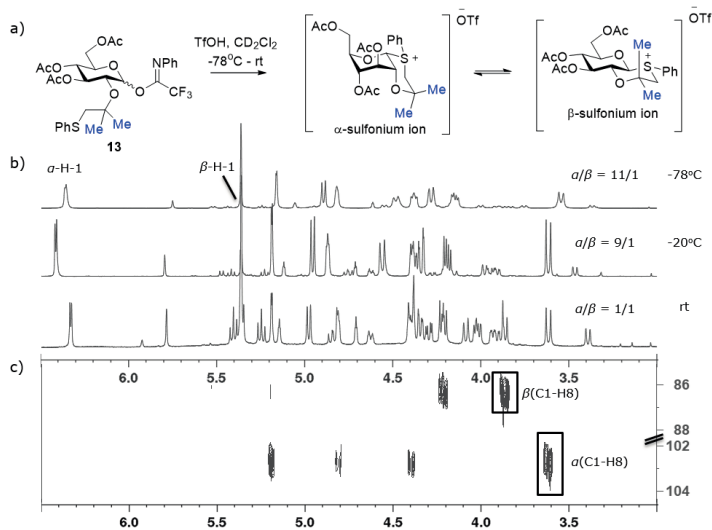 a)
OAc
AcO
AcO
O
NPh
O
CF₃
O
PhS
Me
Me
13
TfOH, CD₂Cl₂
-78°C - rt
AcO
OAc
O
Ph
S
+
OAc
O
Me
Me
α-sulfonium ion
⁻OTf
OAc
AcO
AcO
O
Me
S
+
Ph
O
Me
β-sulfonium ion
⁻OTf
b)
α-H-1
β-H-1
α/β = 11/1
-78°C
α/β = 9/1
-20°C
α/β = 1/1
rt
c)
6.0 5.5 5.0 4.5 4.0 3.5
86
β(C1-H8)
88
102
α(C1-H8)
104
6.0 5.5 5.0 4.5 4.0 3.5